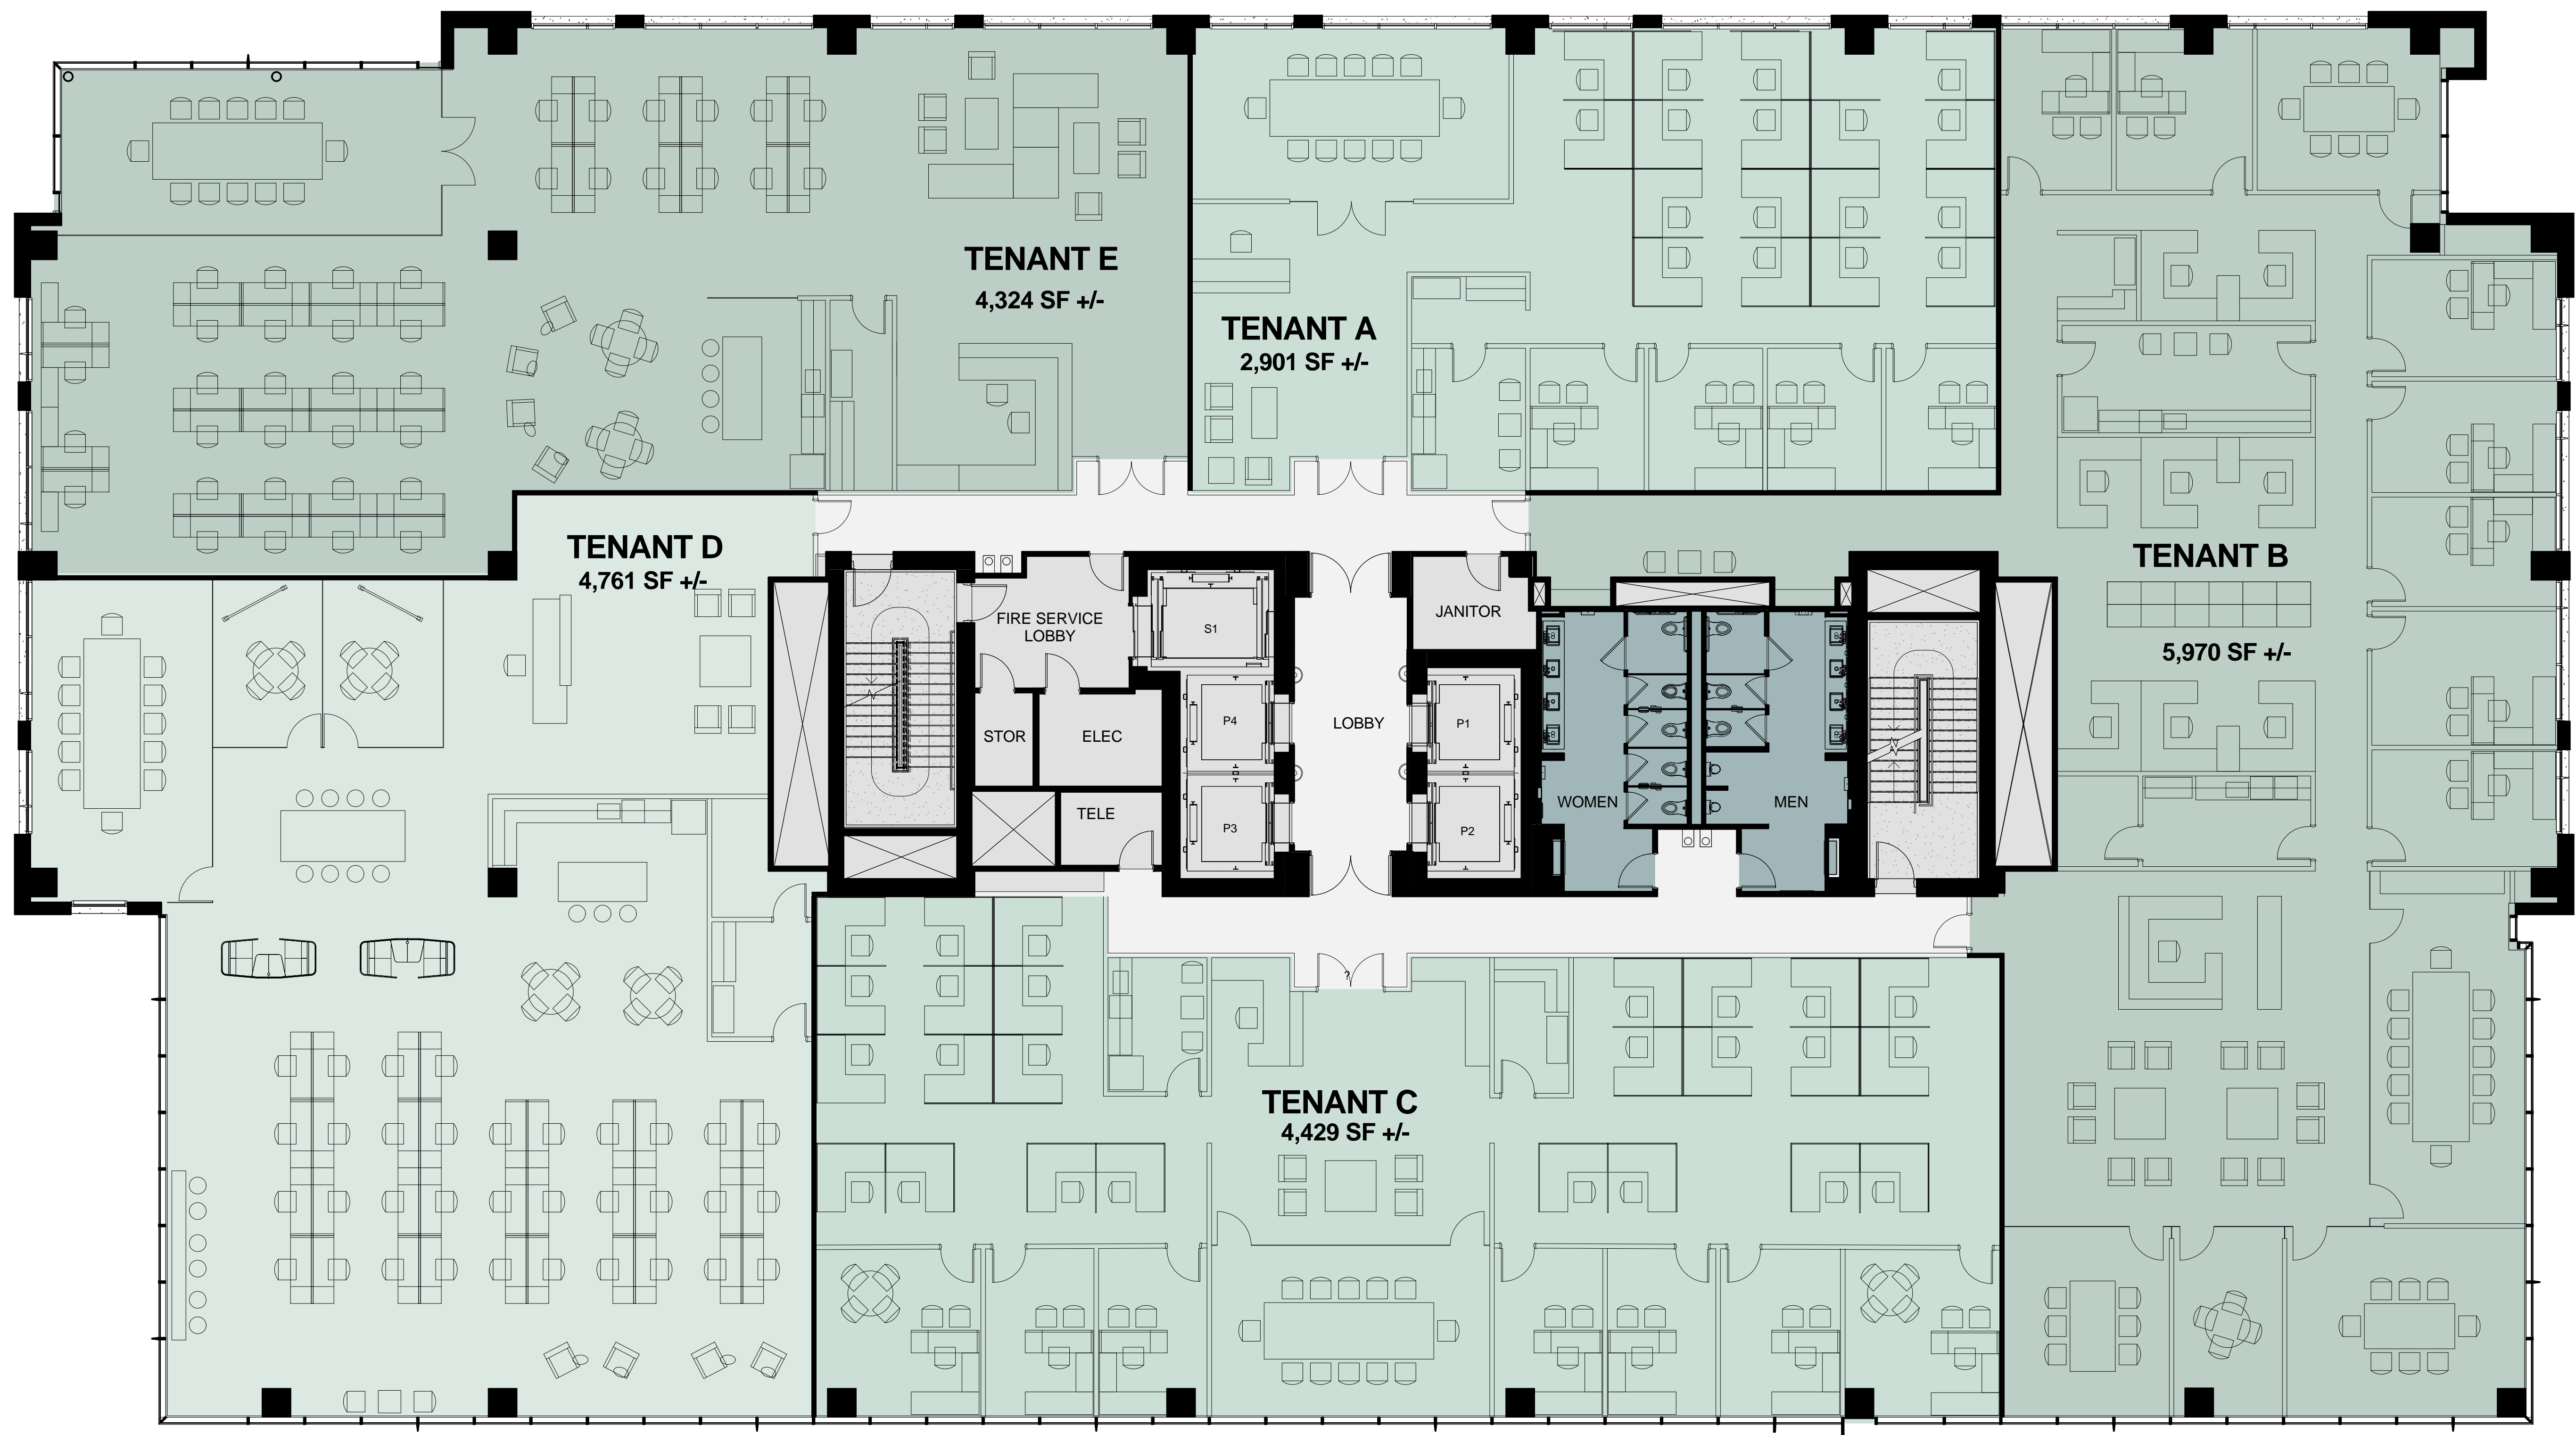 TENANT E
4,324 SF +/-
TENANT A
2,901 SF +/-
TENANT D
4,761 SF +/-
TENANT B
5,970 SF +/-
FIRE SERVICE
LOBBY
S1
JANITOR
STOR
ELEC
P4
LOBBY
P1
TELE
P3
P2
WOMEN
MEN
?
TENANT C
4,429 SF +/-